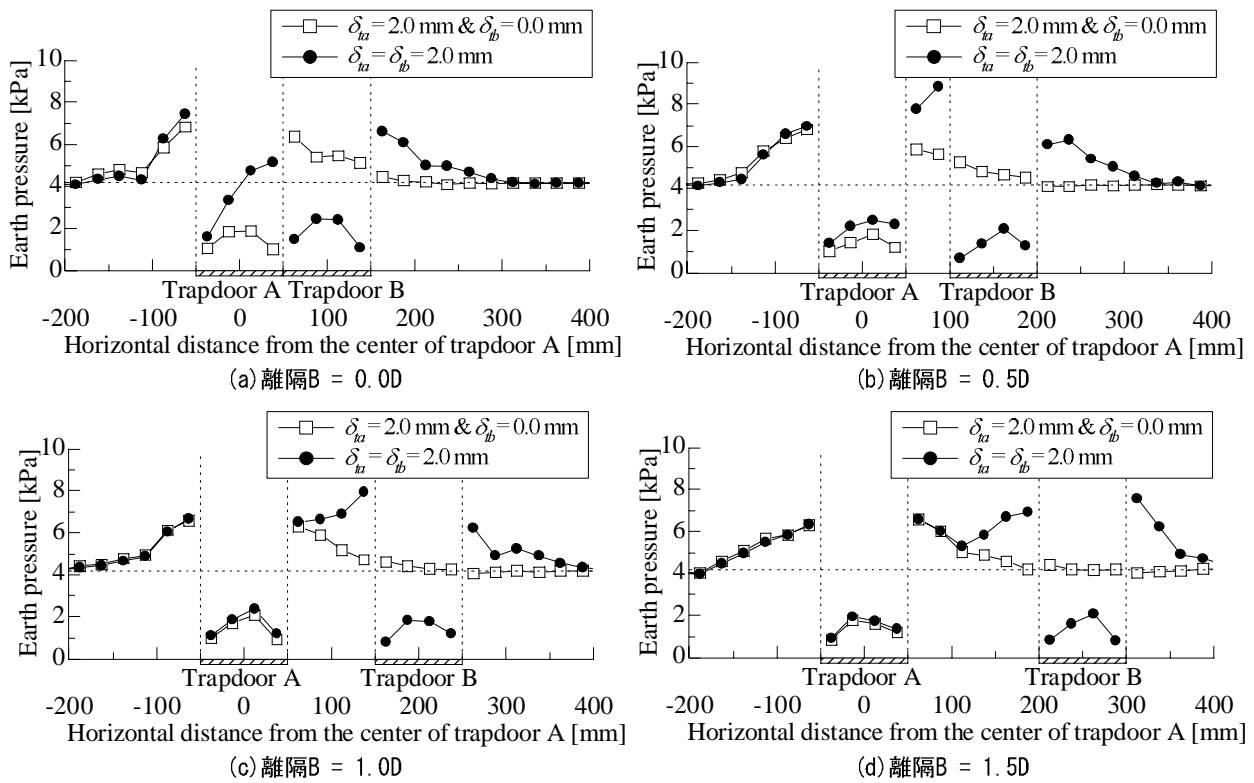 δta = 2.0 mm & δtb = 0.0 mm
δta = δtb = 2.0 mm
Earth pressure [kPa]
10
8
6
4
2
0
Trapdoor A
Trapdoor B
-200 -100 0 100 200 300 400
Horizontal distance from the center of trapdoor A [mm]
(a)離隔B = 0.0D
δta = 2.0 mm & δtb = 0.0 mm
δta = δtb = 2.0 mm
Earth pressure [kPa]
10
8
6
4
2
0
Trapdoor A
Trapdoor B
-200 -100 0 100 200 300 400
Horizontal distance from the center of trapdoor A [mm]
(b)離隔B = 0.5D
δta = 2.0 mm & δtb = 0.0 mm
δta = δtb = 2.0 mm
Earth pressure [kPa]
10
8
6
4
2
0
Trapdoor A
Trapdoor B
-200 -100 0 100 200 300 400
Horizontal distance from the center of trapdoor A [mm]
(c)離隔B = 1.0D
δta = 2.0 mm & δtb = 0.0 mm
δta = δtb = 2.0 mm
Earth pressure [kPa]
10
8
6
4
2
0
Trapdoor A
Trapdoor B
-200 -100 0 100 200 300 400
Horizontal distance from the center of trapdoor A [mm]
(d)離隔B = 1.5D